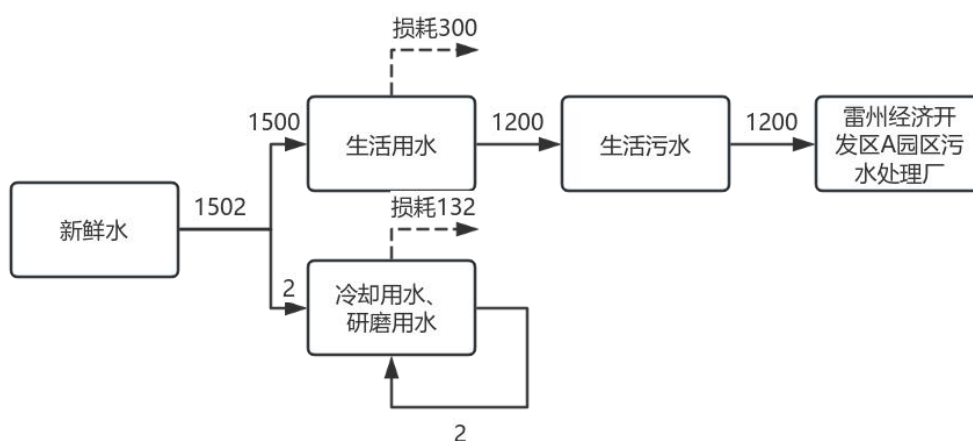 损耗300
1500
生活用水
1200
生活污水
1200
雷州经济开
发区A园区污
水处理厂
损耗132
1502
新鲜水
2
冷却用水、
研磨用水
2